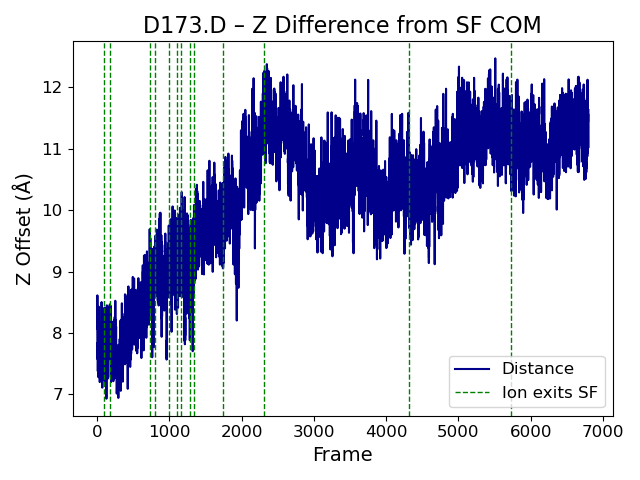 D173.D – Z Difference from SF COM
Z Offset (Å)
12
11
10
9
8
7
0 1000 2000 3000 4000 5000 6000 7000
Frame
Distance
Ion exits SF